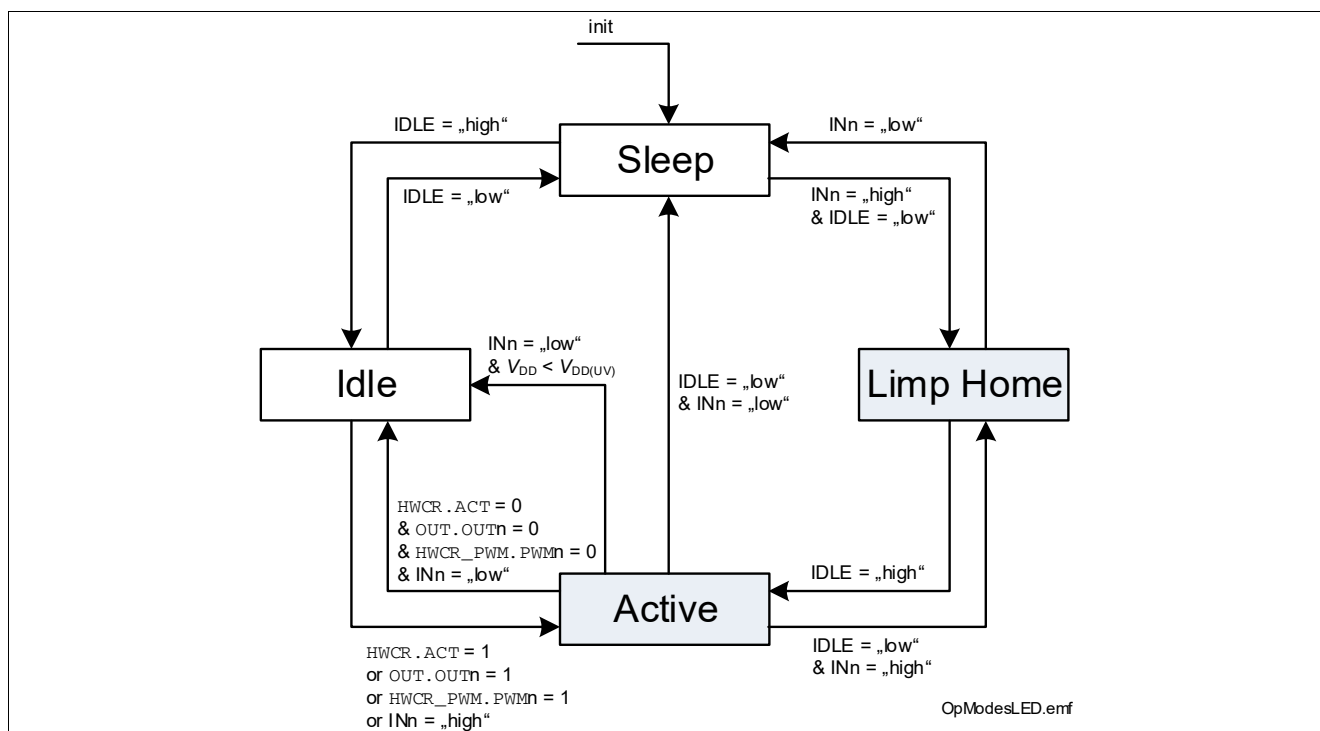 init
IDLE = „high“
INn = „low“
Sleep
IDLE = „low“
INn = „high“
& IDLE = „low“
INn = „low“
& VDD < VDD(UV)
Idle
IDLE = „low“
& INn = „low“
Limp Home
HWCR.ACT = 0
& OUT.OUTn = 0
& HWCR_PWM.PWMn = 0
& INn = „low“
IDLE = „high“
Active
HWCR.ACT = 1
or OUT.OUTn = 1
or HWCR_PWM.PWMn = 1
or INn = „high“
IDLE = „low“
& INn = „high“
OpModesLED.emf